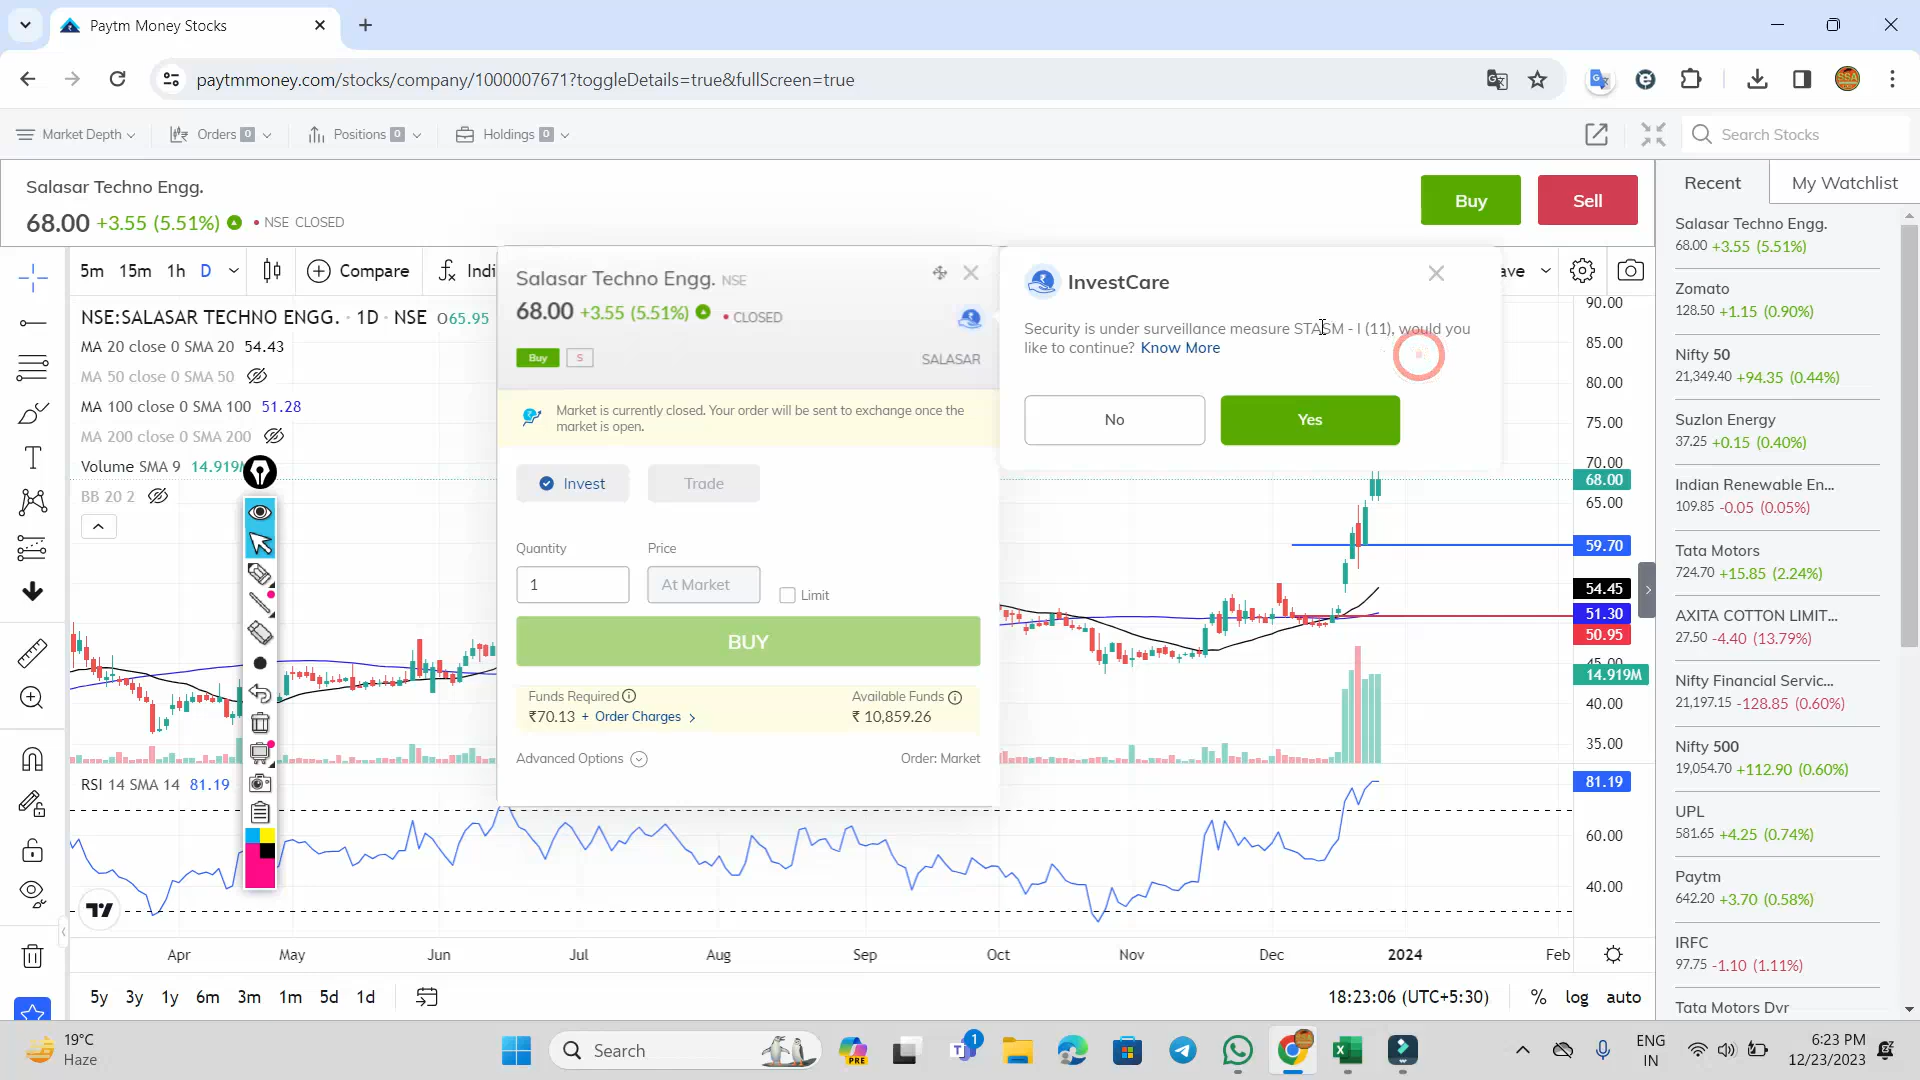 Paytm Money Stocks
paytmmoney.com/stocks/company/1000007671?toggleDetails=true&fullScreen=true
Market Depth
Orders 0
Positions 0
Holdings 0
Search Stocks
Salasar Techno Engg.
68.00 +3.55 (5.51%) • NSE CLOSED
Buy
Sell
5m 15m 1h D
Compare
Indi
ave
NSE:SALASAR TECHNO ENGG. · 1D · NSE O65.95
MA 20 close 0 SMA 20 54.43
MA 50 close 0 SMA 50
MA 100 close 0 SMA 100 51.28
MA 200 close 0 SMA 200
Volume SMA 9 14.919M
BB 20 2
Salasar Techno Engg. NSE
68.00 +3.55 (5.51%) • CLOSED
Buy S
SALASAR
Market is currently closed. Your order will be sent to exchange once the
market is open.
Invest
Trade
Quantity
Price
1
At Market
Limit
BUY
Funds Required
Available Funds
₹70.13 + Order Charges >
₹ 10,859.26
Advanced Options
Order: Market
InvestCare
Security is under surveillance measure STASM - I (11), would you
like to continue? Know More
No
Yes
90.00
85.00
80.00
75.00
70.00
68.00
65.00
59.70
54.45
51.30
50.95
45.00
14.919M
40.00
35.00
RSI 14 SMA 14 81.19
81.19
60.00
40.00
Apr May Jun Jul Aug Sep Oct Nov Dec 2024 Feb
5y 3y 1y 6m 3m 1m 5d 1d
18:23:06 (UTC+5:30)
% log auto
Recent
My Watchlist
Salasar Techno Engg.
68.00 +3.55 (5.51%)
Zomato
128.50 +1.15 (0.90%)
Nifty 50
21,349.40 +94.35 (0.44%)
Suzlon Energy
37.25 +0.15 (0.40%)
Indian Renewable En...
109.85 -0.05 (0.05%)
Tata Motors
724.70 +15.85 (2.24%)
AXITA COTTON LIMIT...
27.50 -4.40 (13.79%)
Nifty Financial Servic...
21,197.15 -128.85 (0.60%)
Nifty 500
19,054.70 +112.90 (0.60%)
UPL
581.65 +4.25 (0.74%)
Paytm
642.20 +3.70 (0.58%)
IRFC
97.75 -1.10 (1.11%)
Tata Motors Dvr
19°C
Haze
Search
PRE
1
ENG
IN
6:23 PM
12/23/2023